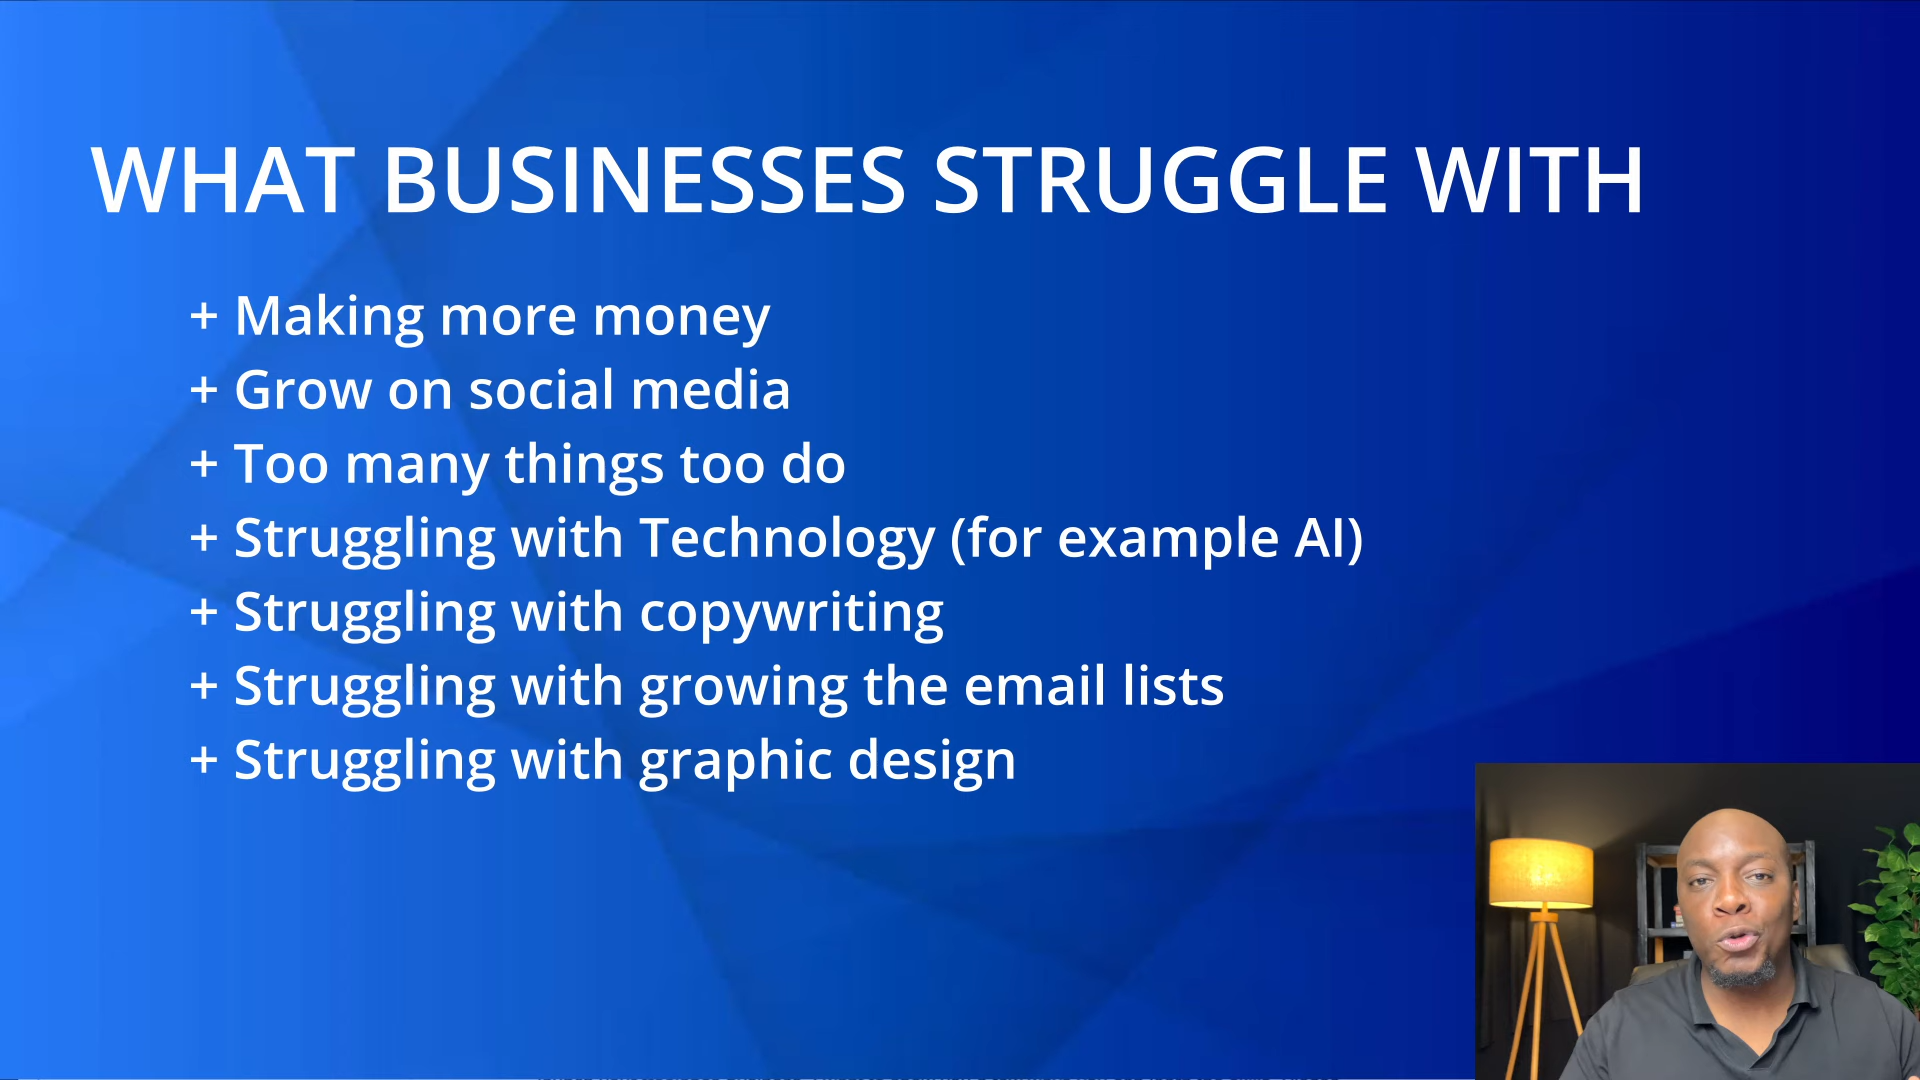 WHAT BUSINESSES STRUGGLE WITH
+ Making more money
+ Grow on social media
+ Too many things too do
+ Struggling with Technology (for example AI)
+ Struggling with copywriting
+ Struggling with growing the email lists
+ Struggling with graphic design